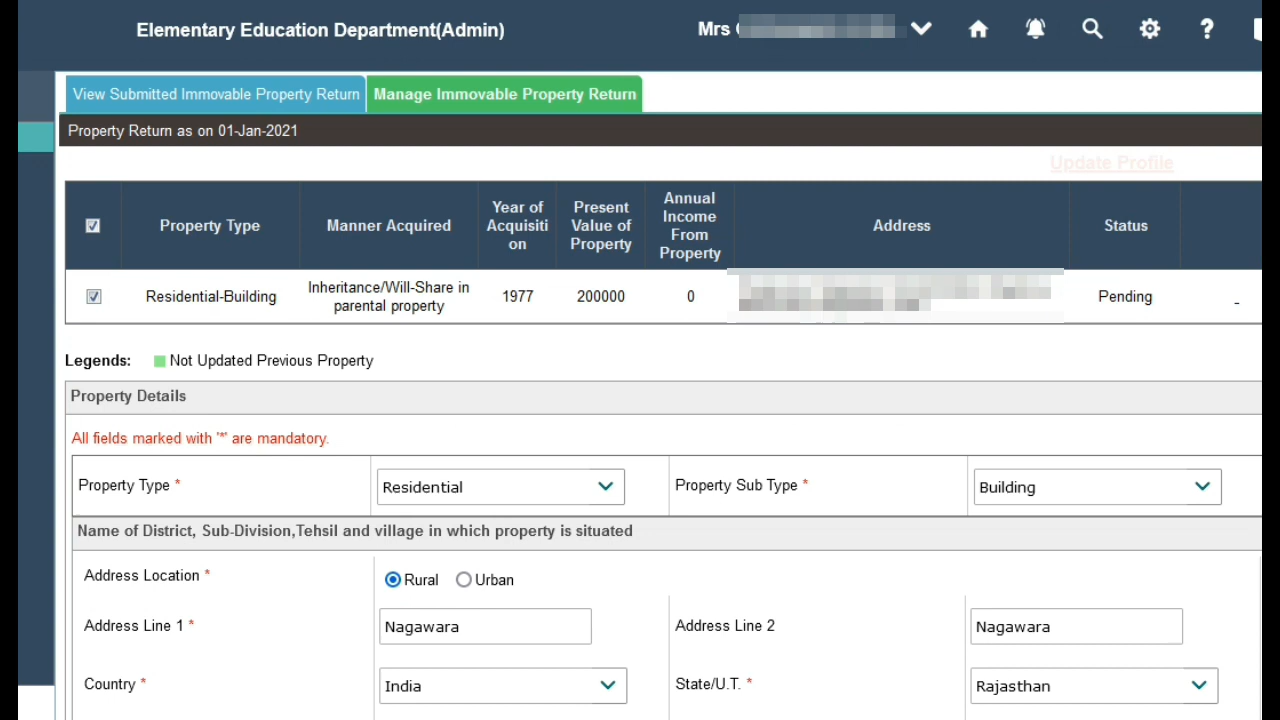 Elementary Education Department(Admin)
Mrs
View Submitted Immovable Property Return
Manage Immovable Property Return
Property Return as on 01-Jan-2021
Update Profile
Property Type
Manner Acquired
Year of
Acquisiti
on
Present
Value of
Property
Annual
Income
From
Property
Address
Status
Residential-Building
Inheritance/Will-Share in
parental property
1977
200000
0
Pending
-
Legends:
Not Updated Previous Property
Property Details
All fields marked with '*' are mandatory.
Property Type *
Residential
Property Sub Type *
Building
Name of District, Sub-Division,Tehsil and village in which property is situated
Address Location *
Rural
Urban
Address Line 1 *
Nagawara
Address Line 2
Nagawara
Country *
India
State/U.T. *
Rajasthan